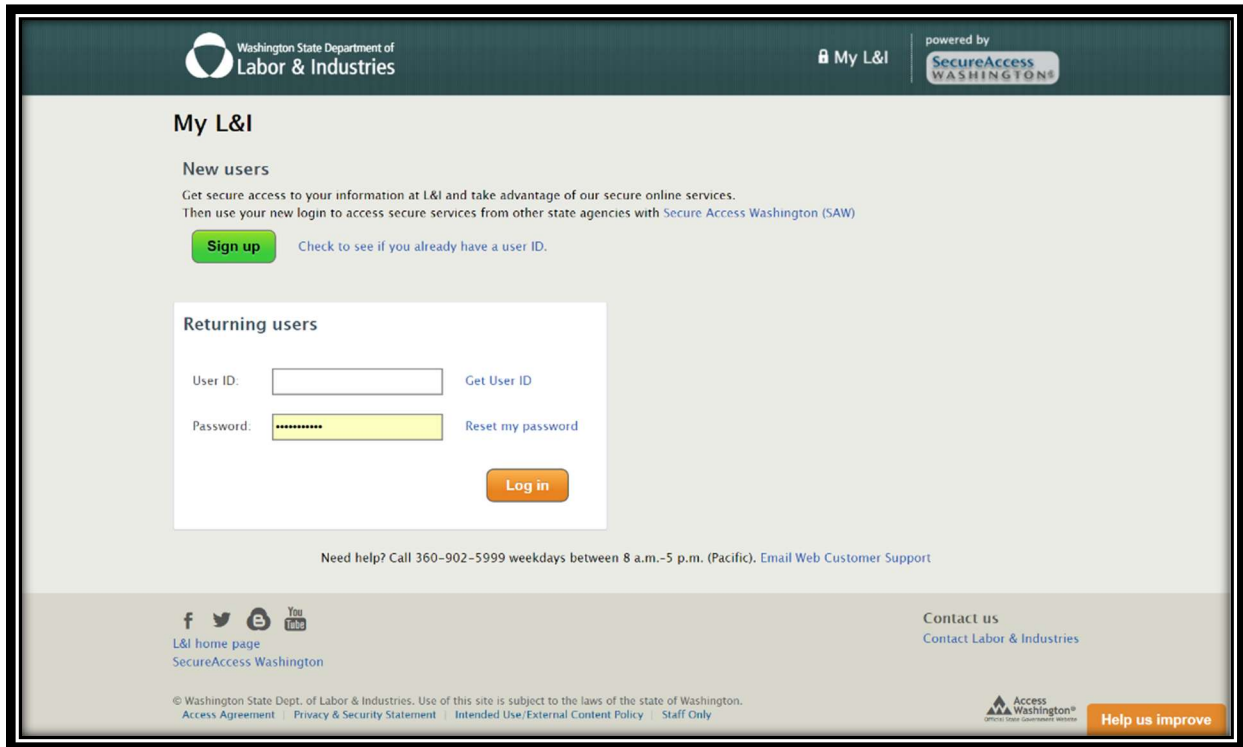 Washington State Department of
Labor & Industries
My L&I
powered by
SecureAccess
WASHINGTON®
My L&I
New users
Get secure access to your information at L&I and take advantage of our secure online services.
Then use your new login to access secure services from other state agencies with Secure Access Washington (SAW)
Sign up
Check to see if you already have a user ID.
Returning users
User ID:
Get User ID
Password:
•••••••••••
Reset my password
Log in
Need help? Call 360-902-5999 weekdays between 8 a.m.-5 p.m. (Pacific). Email Web Customer Support
You
Tube
L&I home page
SecureAccess Washington
Contact us
Contact Labor & Industries
© Washington State Dept. of Labor & Industries. Use of this site is subject to the laws of the state of Washington.
Access Agreement | Privacy & Security Statement | Intended Use/External Content Policy | Staff Only
Access
Washington®
Official State Government Website
Help us improve